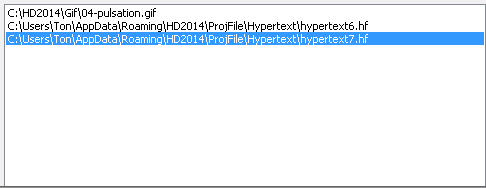 C:\HD2014\Gif\04-pulsation.gif
C:\Users\Ton\AppData\Roaming\HD2014\ProjFile\Hypertext\hypertext6.hf
C:\Users\Ton\AppData\Roaming\HD2014\ProjFile\Hypertext\hypertext7.hf